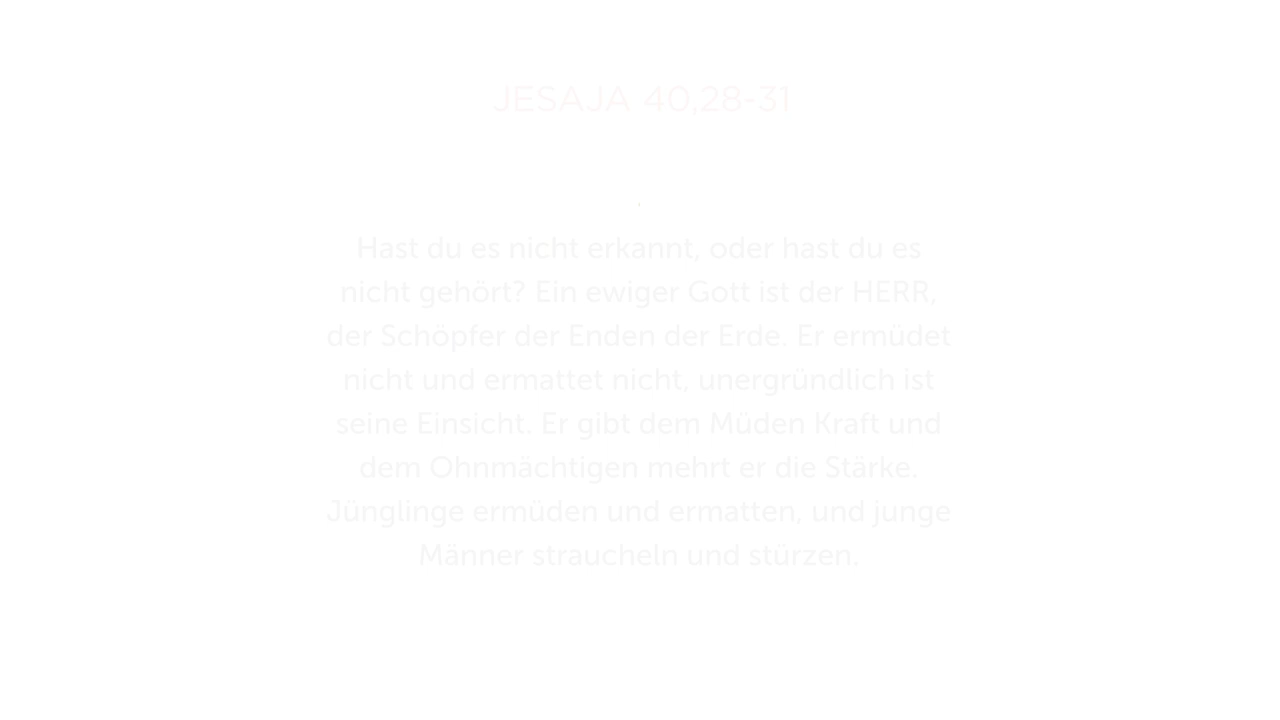 JESAJA 40,28-31
Hast du es nicht erkannt, oder hast du es
nicht gehört? Ein ewiger Gott ist der HERR,
der Schöpfer der Enden der Erde. Er ermüdet
nicht und ermattet nicht, unergründlich ist
seine Einsicht. Er gibt dem Müden Kraft und
dem Ohnmächtigen mehrt er die Stärke.
Jünglinge ermüden und ermatten, und junge
Männer straucheln und stürzen.